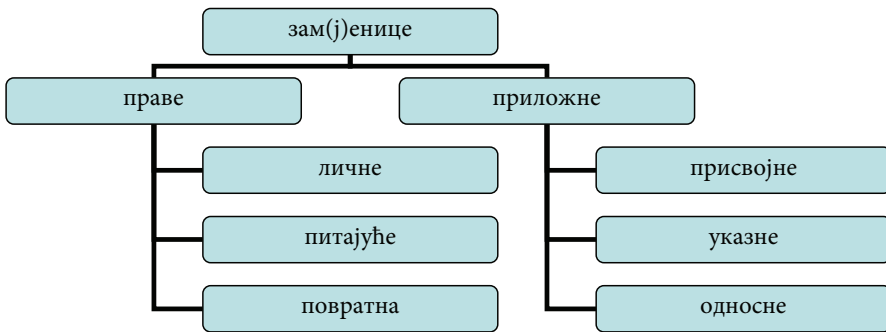 зам(ј)енице
праве
приложне
личне
присвојне
питајуће
указне
повратна
односне